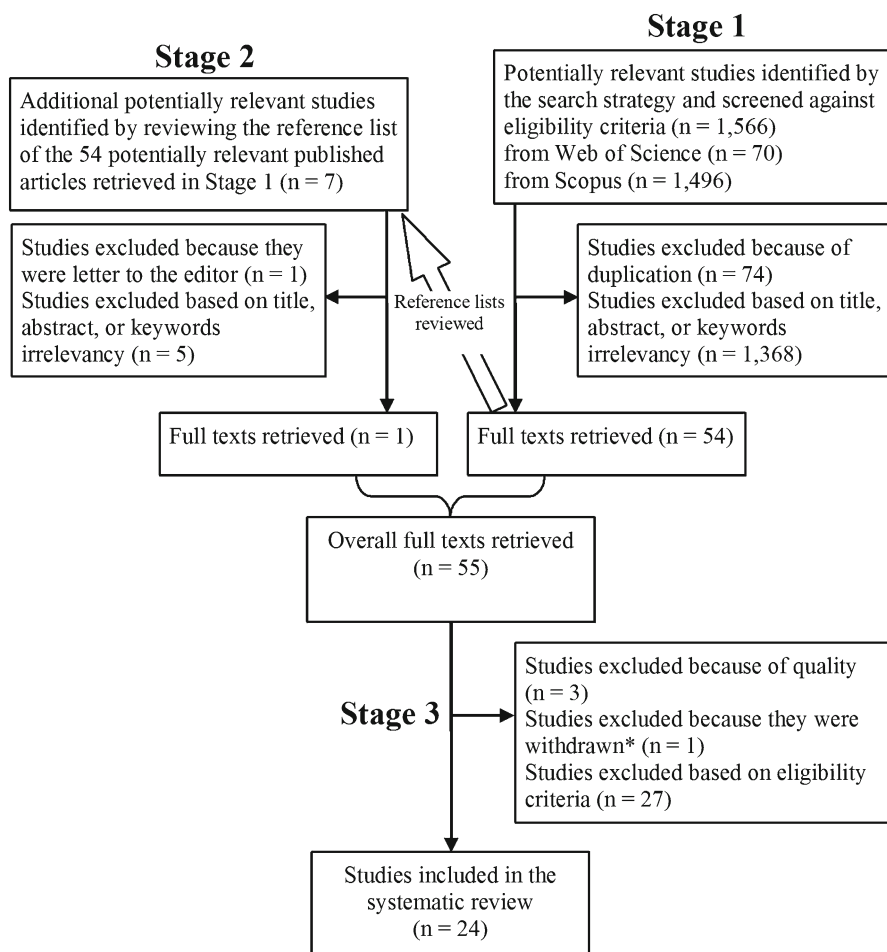 Stage 2
Stage 1
Additional potentially relevant studies
identified by reviewing the reference list
of the 54 potentially relevant published
articles retrieved in Stage 1 (n = 7)
Potentially relevant studies identified by
the search strategy and screened against
eligibility criteria (n = 1,566)
from Web of Science (n = 70)
from Scopus (n = 1,496)
Studies excluded because they
were letter to the editor (n = 1)
Studies excluded based on title,
abstract, or keywords
irrelevancy (n = 5)
Reference lists
reviewed
Studies excluded because of
duplication (n = 74)
Studies excluded based on title,
abstract, or keywords
irrelevancy (n = 1,368)
Full texts retrieved (n = 1)
Full texts retrieved (n = 54)
Overall full texts retrieved
(n = 55)
Stage 3
Studies excluded because of quality
(n = 3)
Studies excluded because they were
withdrawn* (n = 1)
Studies excluded based on eligibility
criteria (n = 27)
Studies included in the
systematic review
(n = 24)